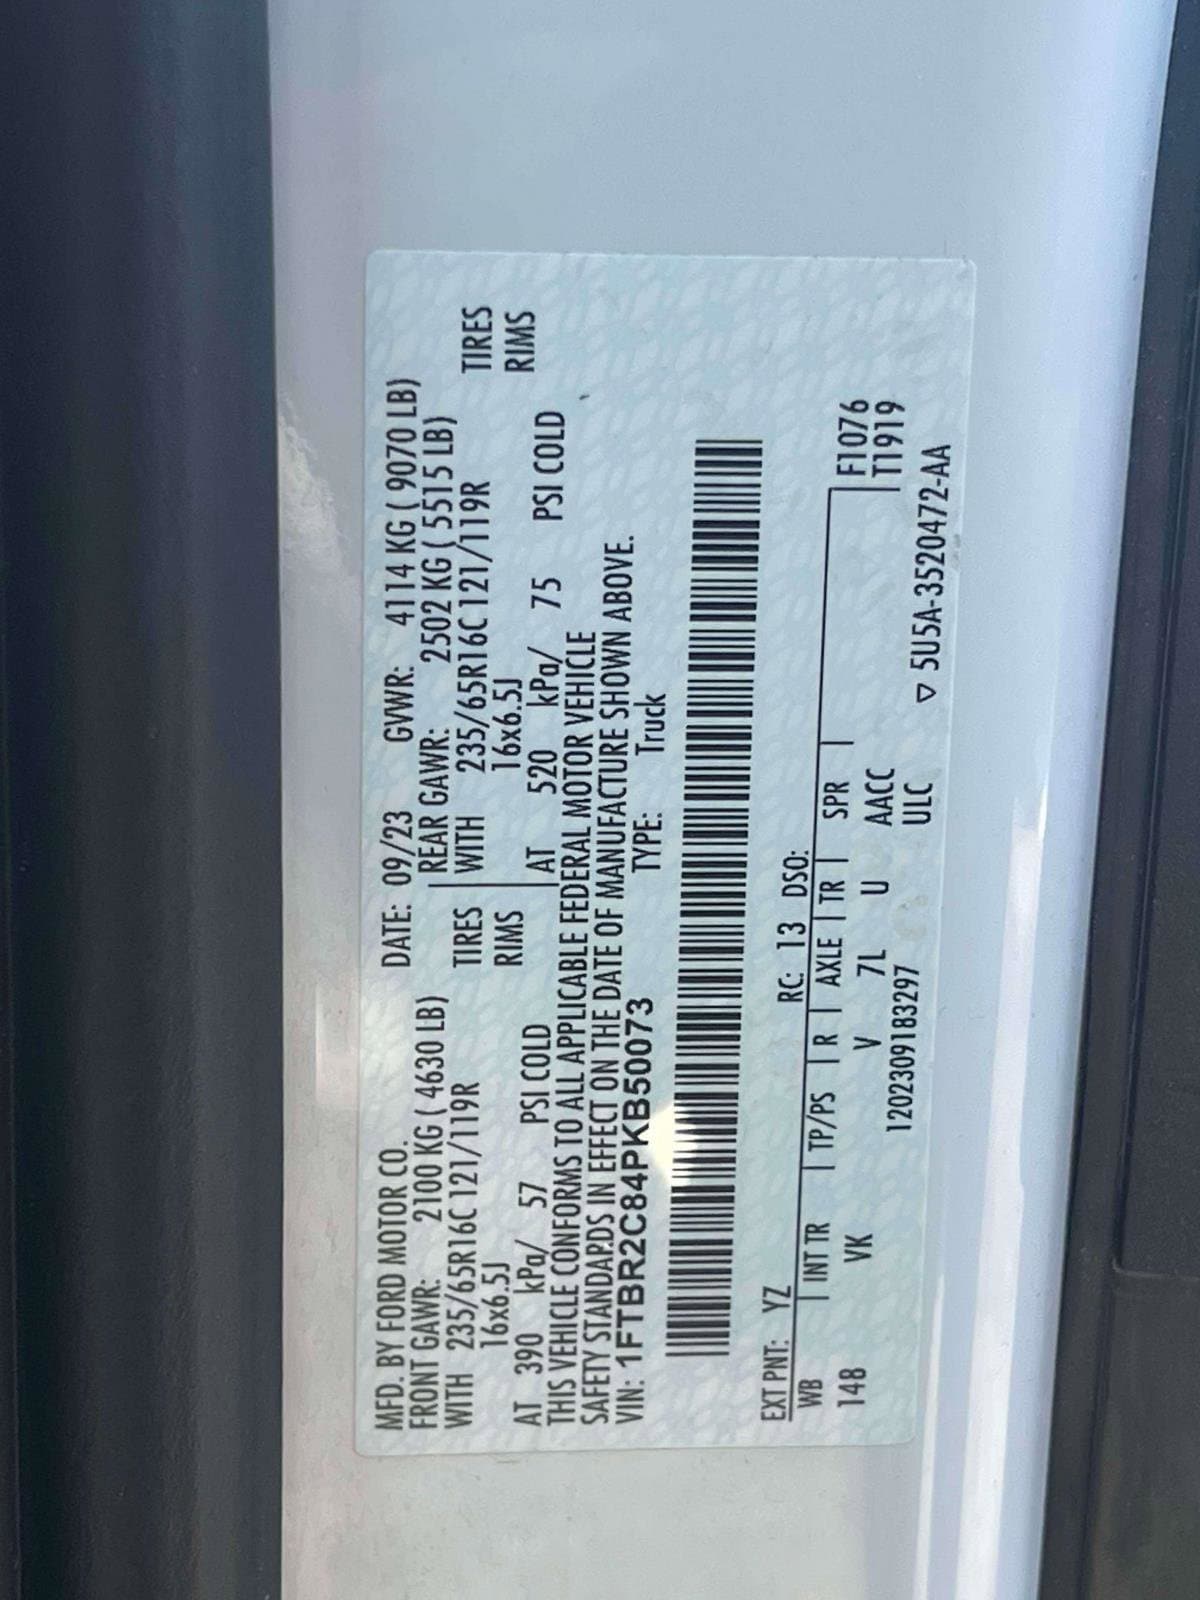 MFD. BY FORD MOTOR CO. DATE: 09/23 GVWR: 4114 KG ( 9070 LB)
FRONT GAWR: 2100 KG ( 4630 LB) REAR GAWR: 2502 KG ( 5515 LB)
WITH 235/65R16C 121/119R TIRES WITH 235/65R16C 121/119R TIRES
16x6.5J RIMS 16x6.5J RIMS
AT 390 kPa/ 57 PSI COLD AT 520 kPa/ 75 PSI COLD
THIS VEHICLE CONFORMS TO ALL APPLICABLE FEDERAL MOTOR VEHICLE
SAFETY STANDARDS IN EFFECT ON THE DATE OF MANUFACTURE SHOWN ABOVE.
VIN: 1FTBR2C84PKB50073 TYPE: Truck
EXT PNT: YZ RC: 13 DSO:
WB INT TR TP/PS R AXLE TR SPR F1076
148 VK V 7L U AACC T1919
1202309183297 ULC
▽ 5U5A-3520472-AA